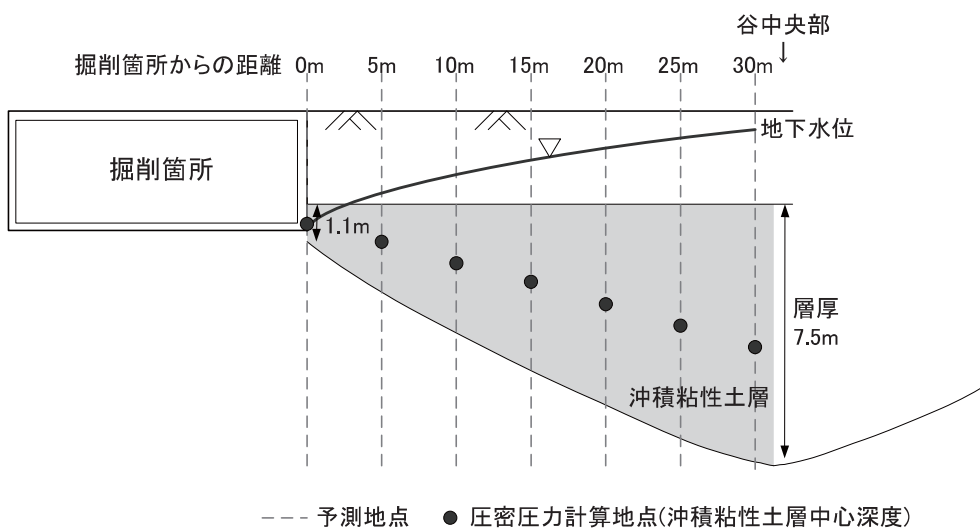 谷中央部
↓
掘削箇所からの距離 0m 5m 10m 15m 20m 25m 30m
地下水位
掘削箇所
1.1m
層厚
7.5m
沖積粘性土層
---- 予測地点 ● 圧密圧力計算地点(沖積粘性土層中心深度)